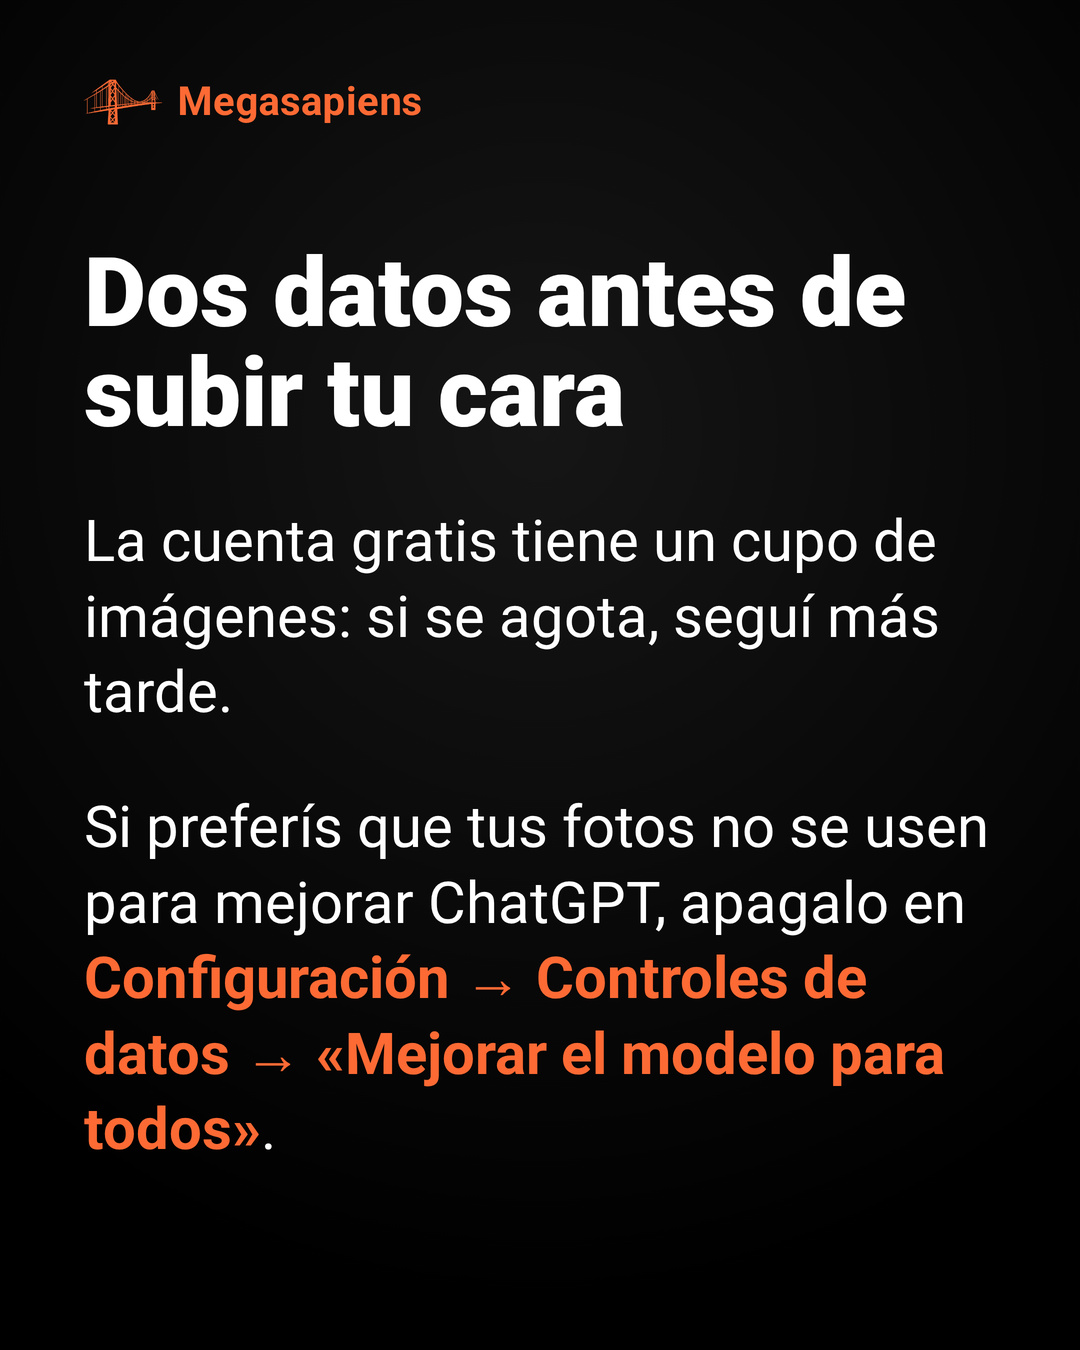 Megasapiens
Dos datos antes de
subir tu cara
La cuenta gratis tiene un cupo de
imágenes: si se agota, seguí más
tarde.
Si preferís que tus fotos no se usen
para mejorar ChatGPT, apagalo en
Configuración → Controles de
datos → «Mejorar el modelo para
todos».